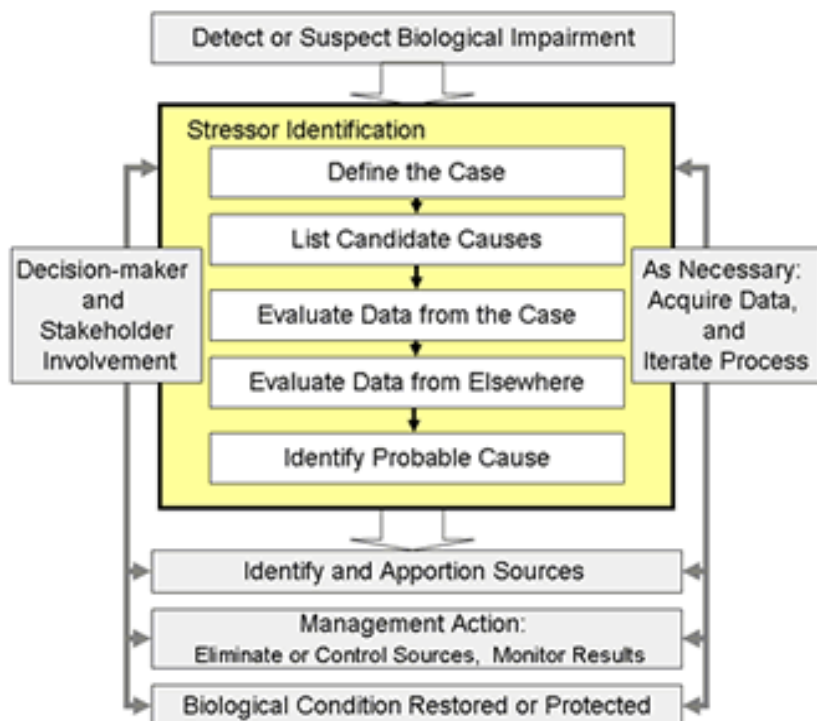 Detect or Suspect Biological Impairment
Stressor Identification
Define the Case
List Candidate Causes
Evaluate Data from the Case
Evaluate Data from Elsewhere
Identify Probable Cause
Decision-maker
and
Stakeholder
Involvement
As Necessary:
Acquire Data,
and
Iterate Process
Identify and Apportion Sources
Management Action:
Eliminate or Control Sources, Monitor Results
Biological Condition Restored or Protected